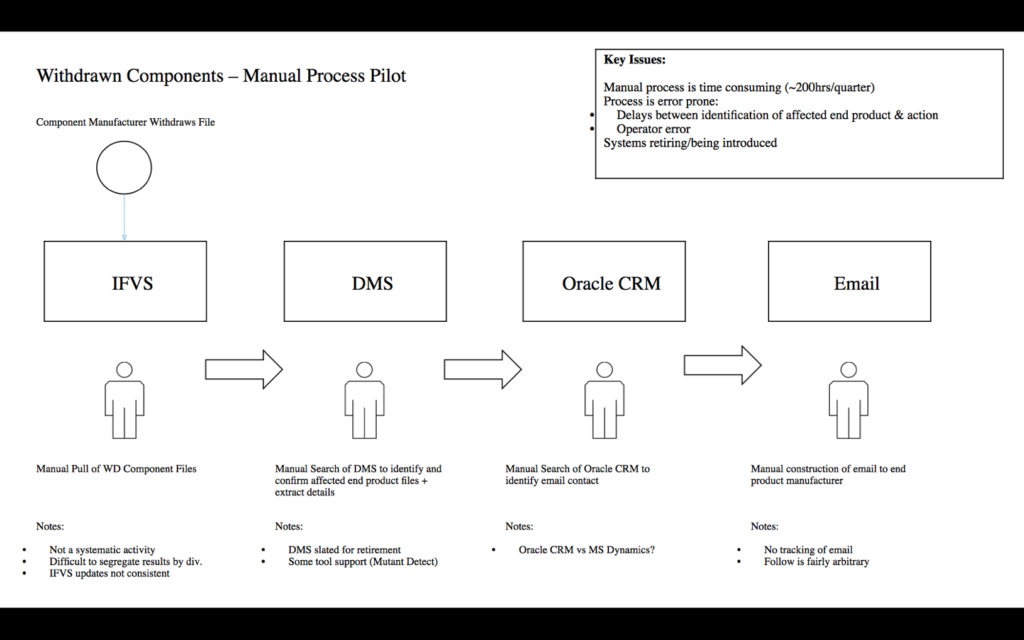 Withdrawn Components – Manual Process Pilot
Key Issues:
Manual process is time consuming (~200hrs/quarter)
Process is error prone:
• Delays between identification of affected end product & action
• Operator error
Systems retiring/being introduced
Component Manufacturer Withdraws File
IFVS
DMS
Oracle CRM
Email
Manual Pull of WD Component Files
Manual Search of DMS to identify and
confirm affected end product files +
extract details
Manual Search of Oracle CRM to
identify email contact
Manual construction of email to end
product manufacturer
Notes:
• Not a systematic activity
• Difficult to segregate results by div.
• IFVS updates not consistent
Notes:
• DMS slated for retirement
• Some tool support (Mutant Detect)
Notes:
• Oracle CRM vs MS Dynamics?
Notes:
• No tracking of email
• Follow is fairly arbitrary